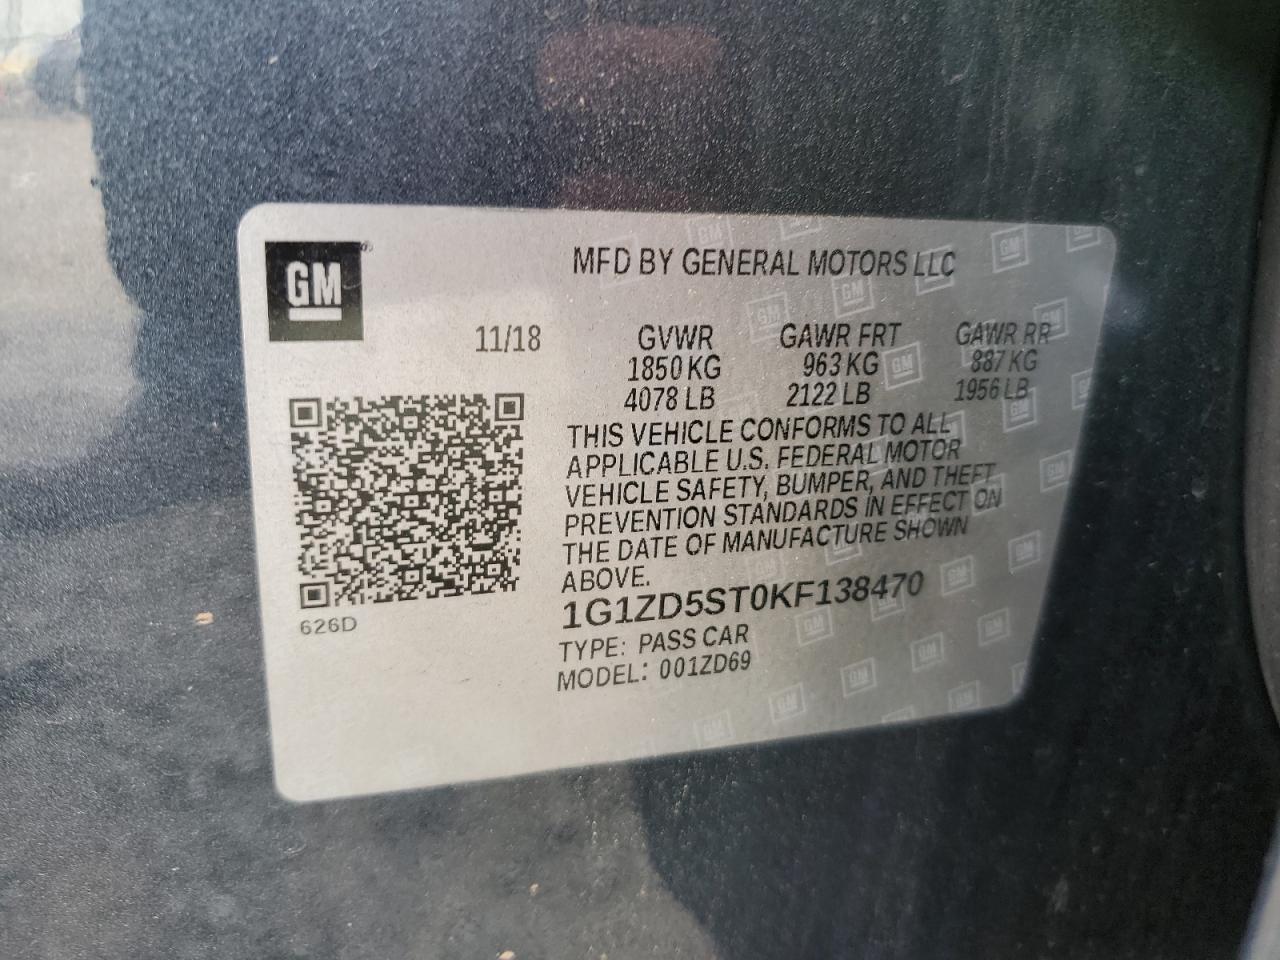 GM
MFD BY GENERAL MOTORS LLC
11/18 GVWR GAWR FRT GAWR RR
1850 KG 963 KG 887 KG
4078 LB 2122 LB 1956 LB
THIS VEHICLE CONFORMS TO ALL
APPLICABLE U.S. FEDERAL MOTOR
VEHICLE SAFETY, BUMPER, AND THEFT
PREVENTION STANDARDS IN EFFECT ON
THE DATE OF MANUFACTURE SHOWN
ABOVE.
1G1ZD5ST0KF138470
626D
TYPE: PASS CAR
MODEL: 001ZD69